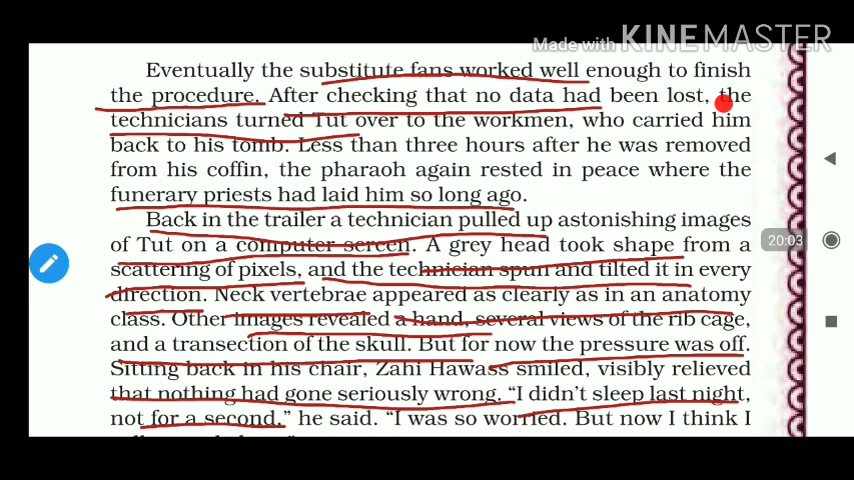 Made with KINEMASTER
Eventually the substitute fans worked well enough to finish
the procedure. After checking that no data had been lost, the
technicians turned Tut over to the workmen, who carried him
back to his tomb. Less than three hours after he was removed
from his coffin, the pharaoh again rested in peace where the
funerary priests had laid him so long ago.
Back in the trailer a technician pulled up astonishing images
of Tut on a computer screen. A grey head took shape from a
scattering of pixels, and the technician spun and tilted it in every
direction. Neck vertebrae appeared as clearly as in an anatomy
class. Other images revealed a hand, several views of the rib cage,
and a transection of the skull. But for now the pressure was off.
Sitting back in his chair, Zahi Hawass smiled, visibly relieved
that nothing had gone seriously wrong. “I didn’t sleep last night,
not for a second,” he said. “I was so worried. But now I think I
20:03